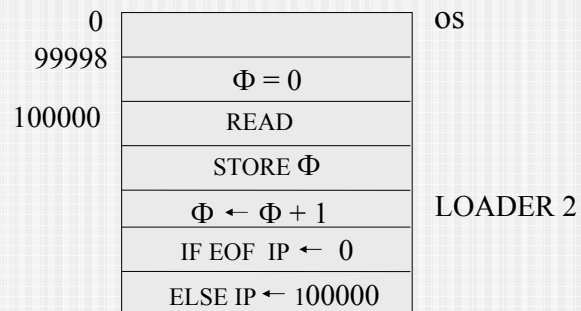 0 os
99998
Φ = 0
100000 READ
STORE Φ
Φ ← Φ + 1 LOADER 2
IF EOF IP ← 0
ELSE IP ← 100000